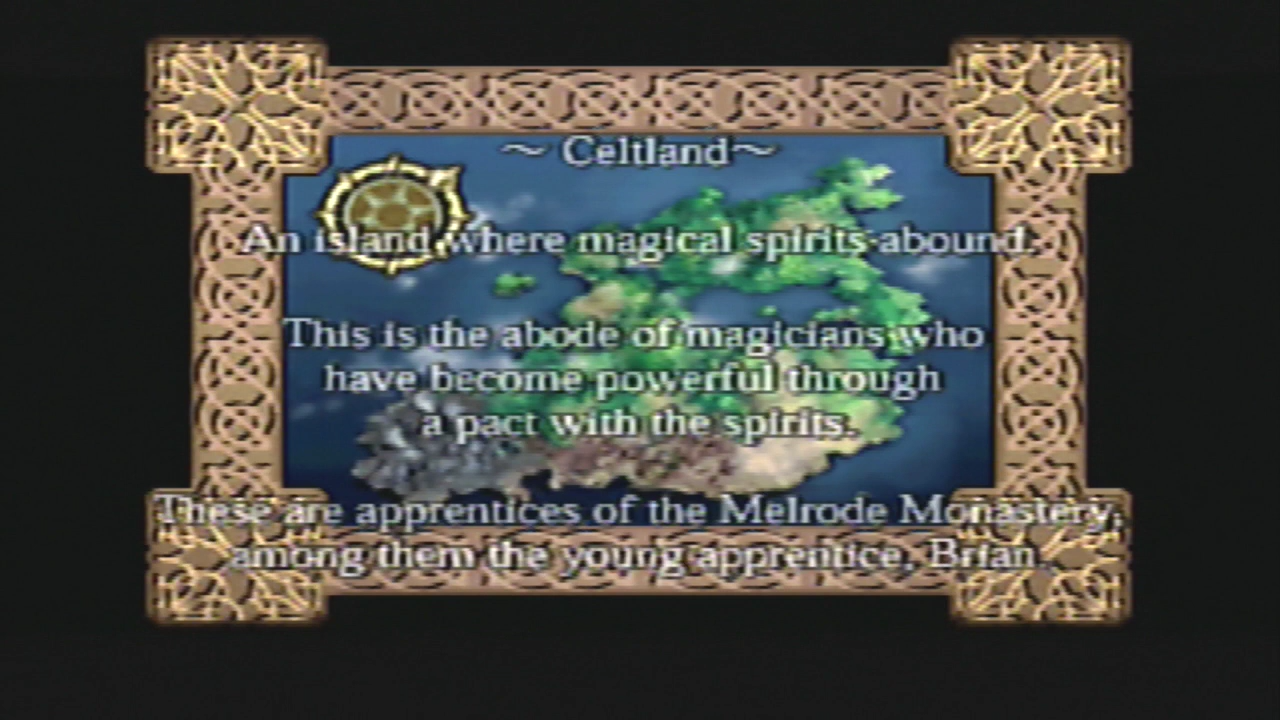 ~ Celtland~
An island where magical spirits abound.
This is the abode of magicians who
have become powerful through
a pact with the spirits.
These are apprentices of the Melrode Monastery,
among them the young apprentice, Brian.